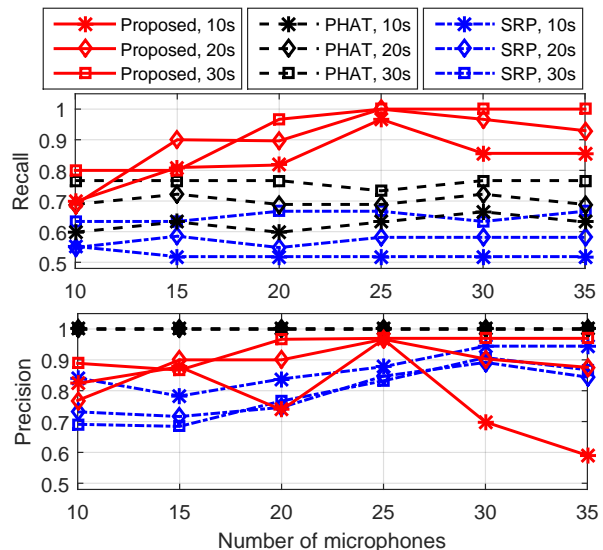 Proposed, 10s PHAT, 10s SRP, 10s
Proposed, 20s PHAT, 20s SRP, 20s
Proposed, 30s PHAT, 30s SRP, 30s
1
0.9
0.8
0.7
0.6
0.5
Recall
10 15 20 25 30 35
1
0.9
0.8
0.7
0.6
0.5
Precision
10 15 20 25 30 35
Number of microphones